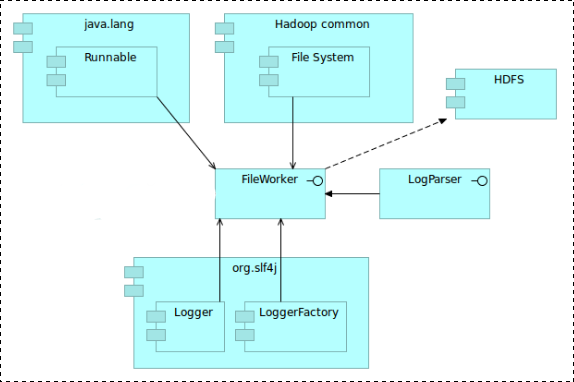 java.lang
Hadoop common
Runnable
File System
HDFS
FileWorker
LogParser
org.slf4j
Logger
LoggerFactory